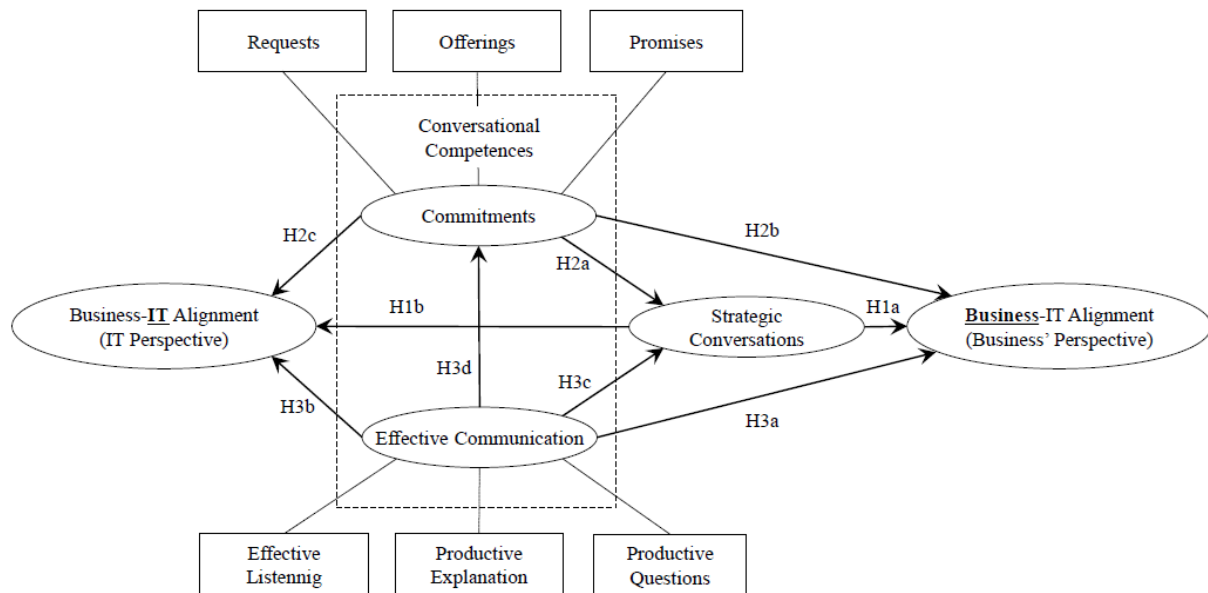 Requests
Offerings
Promises
Conversational
Competences
Commitments
H2c
H2b
H2a
Business-IT Alignment
(IT Perspective)
H1b
Strategic
Conversations
H1a
Business-IT Alignment
(Business’ Perspective)
H3d
H3c
H3b
H3a
Effective Communication
Effective
Listennig
Productive
Explanation
Productive
Questions